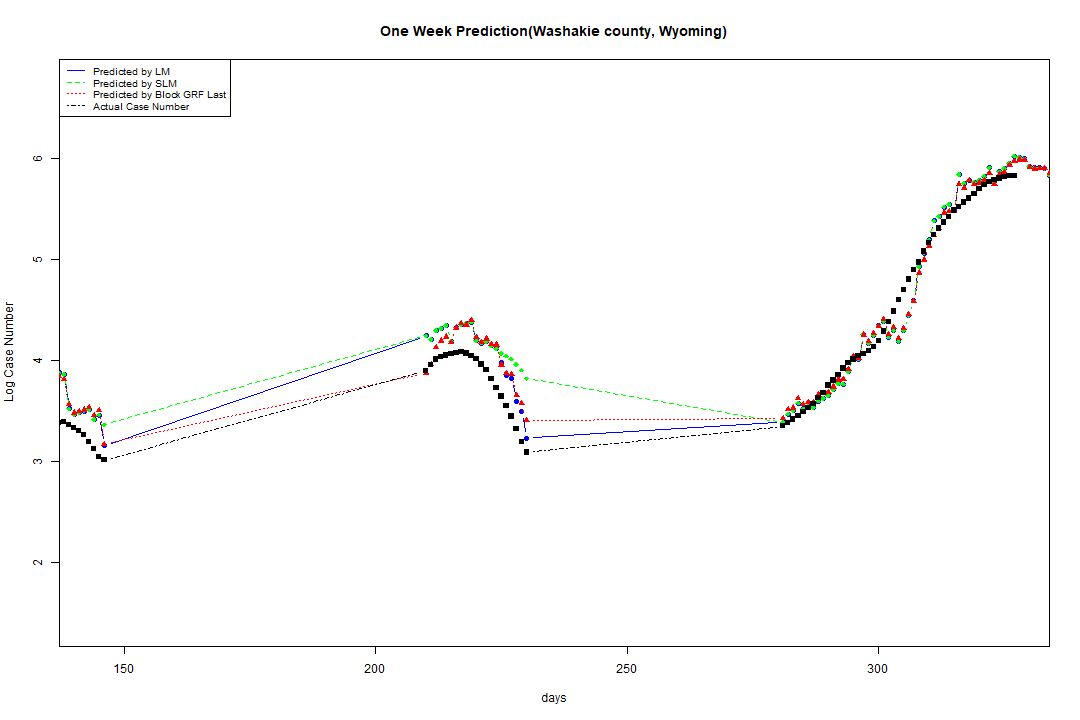 One Week Prediction(Washakie county, Wyoming)
Predicted by LM
Predicted by SLM
Predicted by Block GRF Last
Actual Case Number
Log Case Number
6
5
4
3
2
150 200 250 300
days